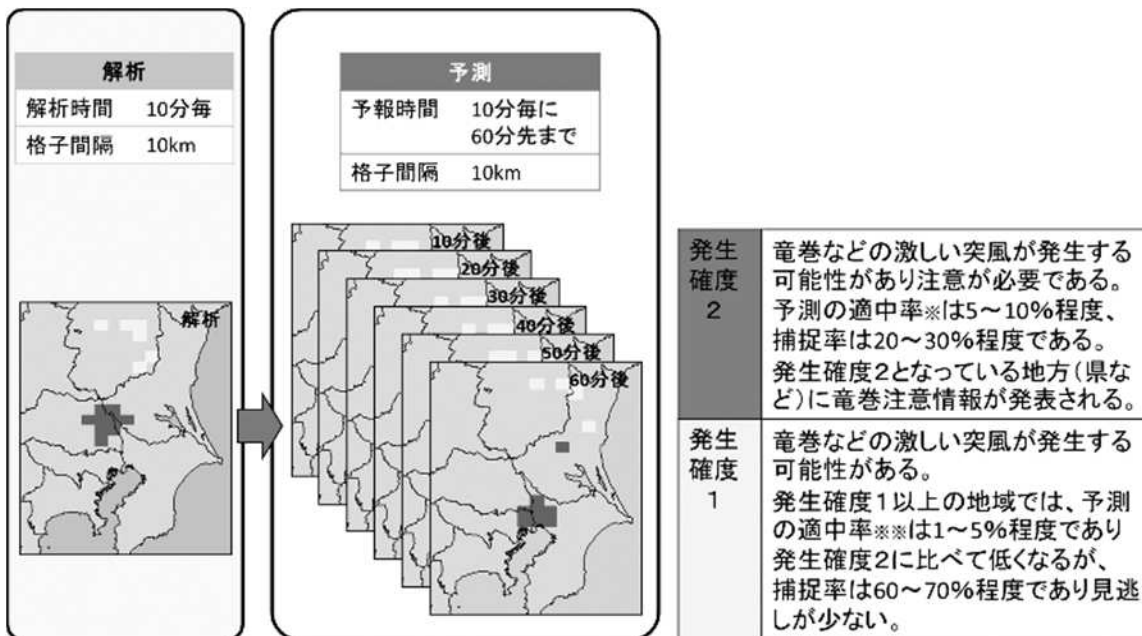 解析
解析時間 10分毎
格子間隔 10km
解析
予測
予報時間 10分毎に
60分先まで
格子間隔 10km
10分後
20分後
30分後
40分後
50分後
60分後
発生
確度
2
竜巻などの激しい突風が発生する
可能性があり注意が必要である。
予測の適中率※は5~10%程度、
捕捉率は20~30%程度である。
発生確度2となっている地方(県な
ど)に竜巻注意情報が発表される。
発生
確度
1
竜巻などの激しい突風が発生する
可能性がある。
発生確度1以上の地域では、予測
の適中率※※は1~5%程度であり
発生確度2に比べて低くなるが、
捕捉率は60~70%程度であり見逃
しが少ない。